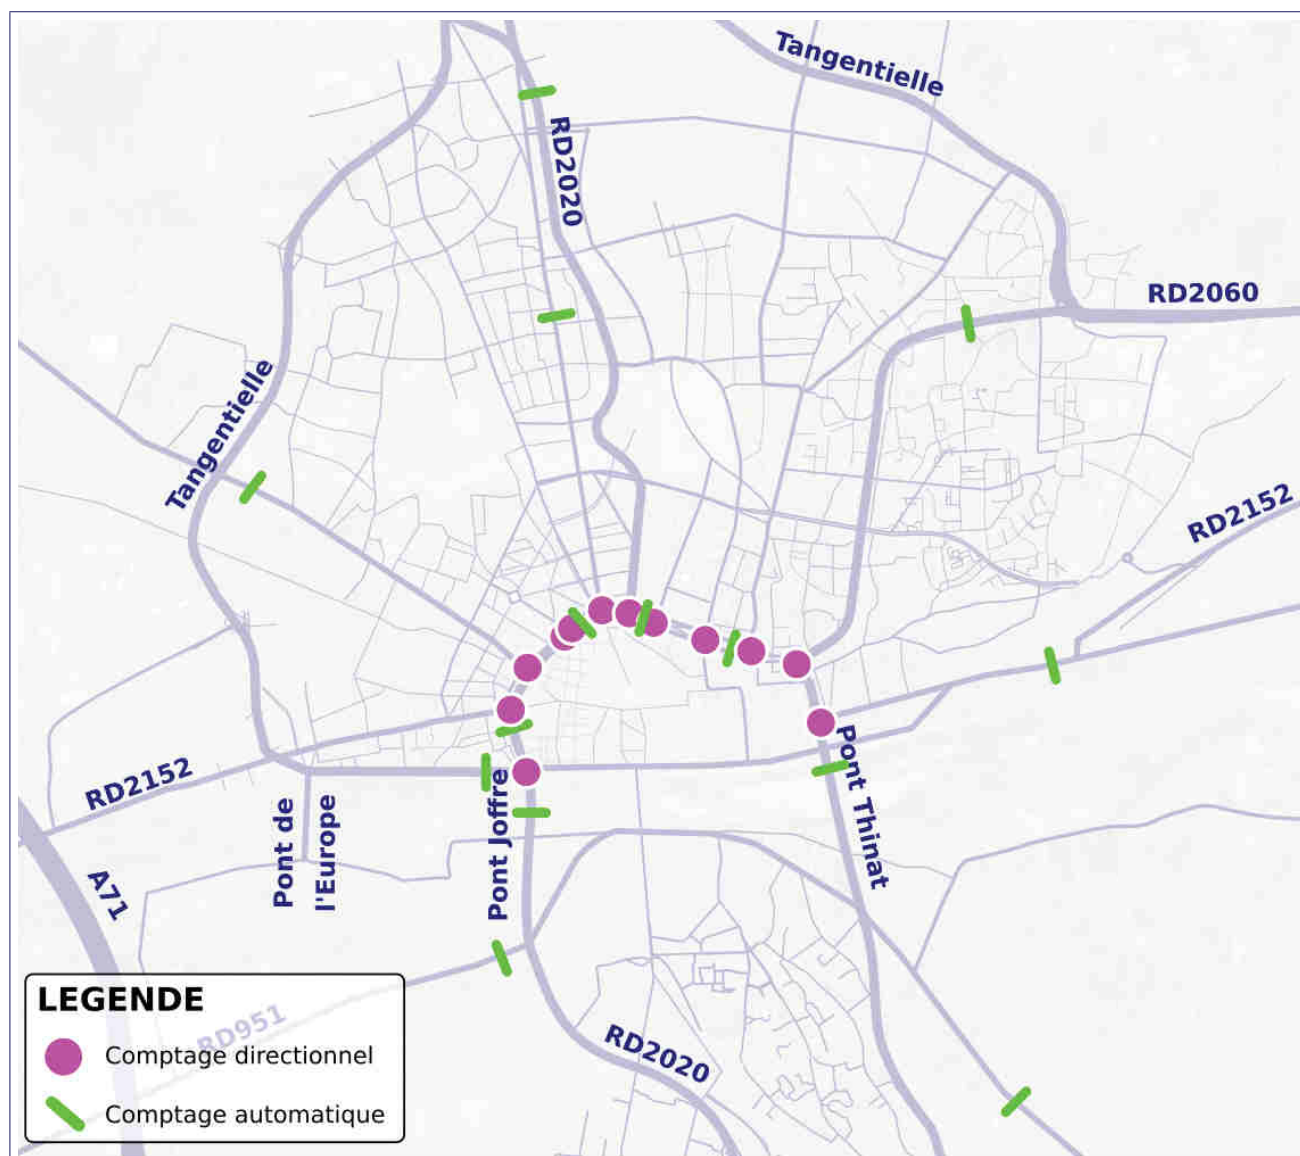 Tangentielle
RD2020
RD2060
Tangentielle
RD2152
RD2152
Pont de
l'Europe
Pont Joffre
Pont Thinat
A71
RD951
RD2020
LEGENDE
Comptage directionnel
Comptage automatique